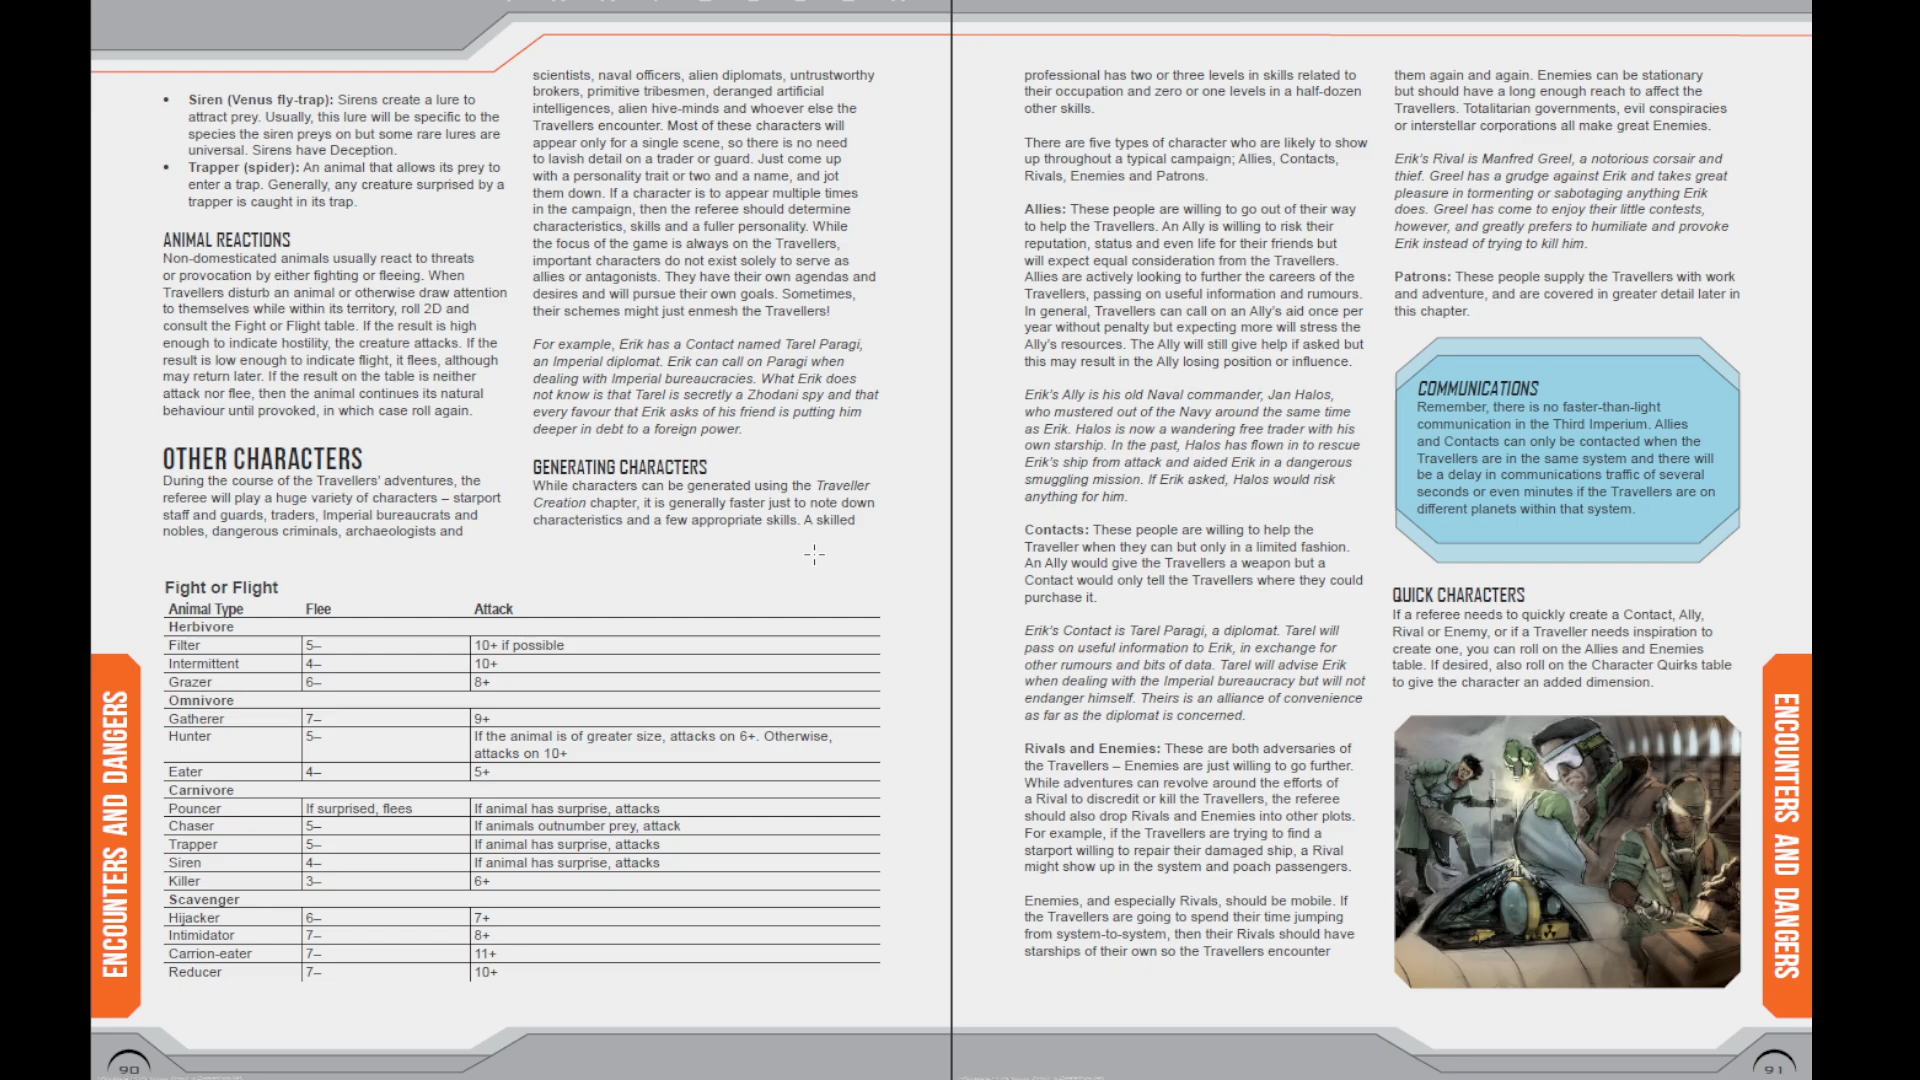 • Siren (Venus fly-trap): Sirens create a lure to
attract prey. Usually, this lure will be specific to the
species the siren preys on but some rare lures are
universal. Sirens have Deception.
• Trapper (spider): An animal that allows its prey to
enter a trap. Generally, any creature surprised by a
trapper is caught in its trap.
ANIMAL REACTIONS
Non-domesticated animals usually react to threats
or provocation by either fighting or fleeing. When
Travellers disturb an animal or otherwise draw attention
to themselves while within its territory, roll 2D and
consult the Fight or Flight table. If the result is high
enough to indicate hostility, the creature attacks. If the
result is low enough to indicate flight, it flees, although
may return later. If the result on the table is neither
attack nor flee, then the animal continues its natural
behaviour until provoked, in which case roll again.
OTHER CHARACTERS
During the course of the Travellers' adventures, the
referee will play a huge variety of characters – starport
staff and guards, traders, Imperial bureaucrats and
nobles, dangerous criminals, archaeologists and
scientists, naval officers, alien diplomats, untrustworthy
brokers, primitive tribesmen, deranged artificial
intelligences, alien hive-minds and whoever else the
Travellers encounter. Most of these characters will
appear only for a single scene, so there is no need
to lavish detail on a trader or guard. Just come up
with a personality trait or two and a name, and jot
them down. If a character is to appear multiple times
in the campaign, then the referee should determine
characteristics, skills and a fuller personality. While
the focus of the game is always on the Travellers,
important characters do not exist solely to serve as
allies or antagonists. They have their own agendas and
desires and will pursue their own goals. Sometimes,
their schemes might just enmesh the Travellers!
For example, Erik has a Contact named Tarel Paragi,
an Imperial diplomat. Erik can call on Paragi when
dealing with Imperial bureaucracies. What Erik does
not know is that Tarel is secretly a Zhodani spy and that
every favour that Erik asks of his friend is putting him
deeper in debt to a foreign power.
GENERATING CHARACTERS
While characters can be generated using the Traveller
Creation chapter, it is generally faster just to note down
characteristics and a few appropriate skills. A skilled
Fight or Flight
Animal Type Flee Attack
Herbivore
Filter 5– 10+ if possible
Intermittent 4– 10+
Grazer 6– 8+
Omnivore
Gatherer 7– 9+
Hunter 5– If the animal is of greater size, attacks on 6+. Otherwise,
attacks on 10+
Eater 4– 5+
Carnivore
Pouncer If surprised, flees If animal has surprise, attacks
Chaser 5– If animals outnumber prey, attack
Trapper 5– If animal has surprise, attacks
Siren 4– If animal has surprise, attacks
Killer 3– 6+
Scavenger
Hijacker 6– 7+
Intimidator 7– 8+
Carrion-eater 7– 11+
Reducer 7– 10+
ENCOUNTERS AND DANGERS
90
professional has two or three levels in skills related to
their occupation and zero or one levels in a half-dozen
other skills.
There are five types of character who are likely to show
up throughout a typical campaign; Allies, Contacts,
Rivals, Enemies and Patrons.
Allies: These people are willing to go out of their way
to help the Travellers. An Ally is willing to risk their
reputation, status and even life for their friends but
will expect equal consideration from the Travellers.
Allies are actively looking to further the careers of the
Travellers, passing on useful information and rumours.
In general, Travellers can call on an Ally's aid once per
year without penalty but expecting more will stress the
Ally's resources. The Ally will still give help if asked but
this may result in the Ally losing position or influence.
Erik's Ally is his old Naval commander, Jan Halos,
who mustered out of the Navy around the same time
as Erik. Halos is now a wandering free trader with his
own starship. In the past, Halos has flown in to rescue
Erik's ship from attack and aided Erik in a dangerous
smuggling mission. If Erik asked, Halos would risk
anything for him.
Contacts: These people are willing to help the
Traveller when they can but only in a limited fashion.
An Ally would give the Travellers a weapon but a
Contact would only tell the Travellers where they could
purchase it.
Erik's Contact is Tarel Paragi, a diplomat. Tarel will
pass on useful information to Erik, in exchange for
other rumours and bits of data. Tarel will advise Erik
when dealing with the Imperial bureaucracy but will not
endanger himself. Theirs is an alliance of convenience
as far as the diplomat is concerned.
Rivals and Enemies: These are both adversaries of
the Travellers – Enemies are just willing to go further.
While adventures can revolve around the efforts of
a Rival to discredit or kill the Travellers, the referee
should also drop Rivals and Enemies into other plots.
For example, if the Travellers are trying to find a
starport willing to repair their damaged ship, a Rival
might show up in the system and poach passengers.
Enemies, and especially Rivals, should be mobile. If
the Travellers are going to spend their time jumping
from system-to-system, then their Rivals should have
starships of their own so the Travellers encounter
them again and again. Enemies can be stationary
but should have a long enough reach to affect the
Travellers. Totalitarian governments, evil conspiracies
or interstellar corporations all make great Enemies.
Erik's Rival is Manfred Greel, a notorious corsair and
thief. Greel has a grudge against Erik and takes great
pleasure in tormenting or sabotaging anything Erik
does. Greel has come to enjoy their little contests,
however, and greatly prefers to humiliate and provoke
Erik instead of trying to kill him.
Patrons: These people supply the Travellers with work
and adventure, and are covered in greater detail later in
this chapter.
COMMUNICATIONS
Remember, there is no faster-than-light
communication in the Third Imperium. Allies
and Contacts can only be contacted when the
Travellers are in the same system and there will
be a delay in communications traffic of several
seconds or even minutes if the Travellers are on
different planets within that system.
QUICK CHARACTERS
If a referee needs to quickly create a Contact, Ally,
Rival or Enemy, or if a Traveller needs inspiration to
create one, you can roll on the Allies and Enemies
table. If desired, also roll on the Character Quirks table
to give the character an added dimension.
ENCOUNTERS AND DANGERS
91